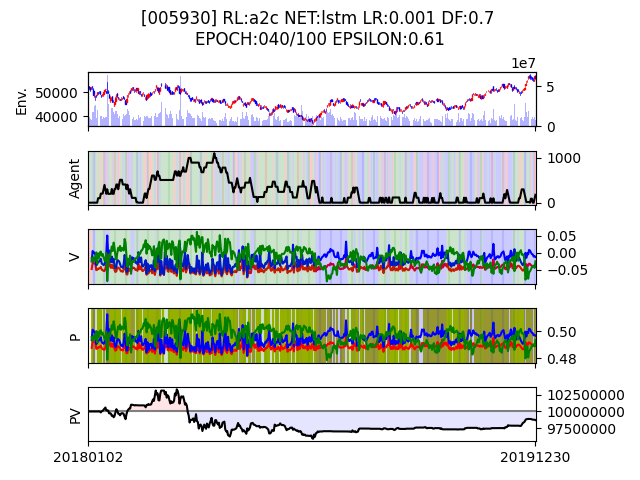 [005930] RL:a2c NET:lstm LR:0.001 DF:0.7
EPOCH:040/100 EPSILON:0.61
1e7
Env.
50000
40000
5
0
Agent
1000
0
V
0.05
0.00
−0.05
P
0.50
0.48
PV
102500000
100000000
97500000
20180102
20191230